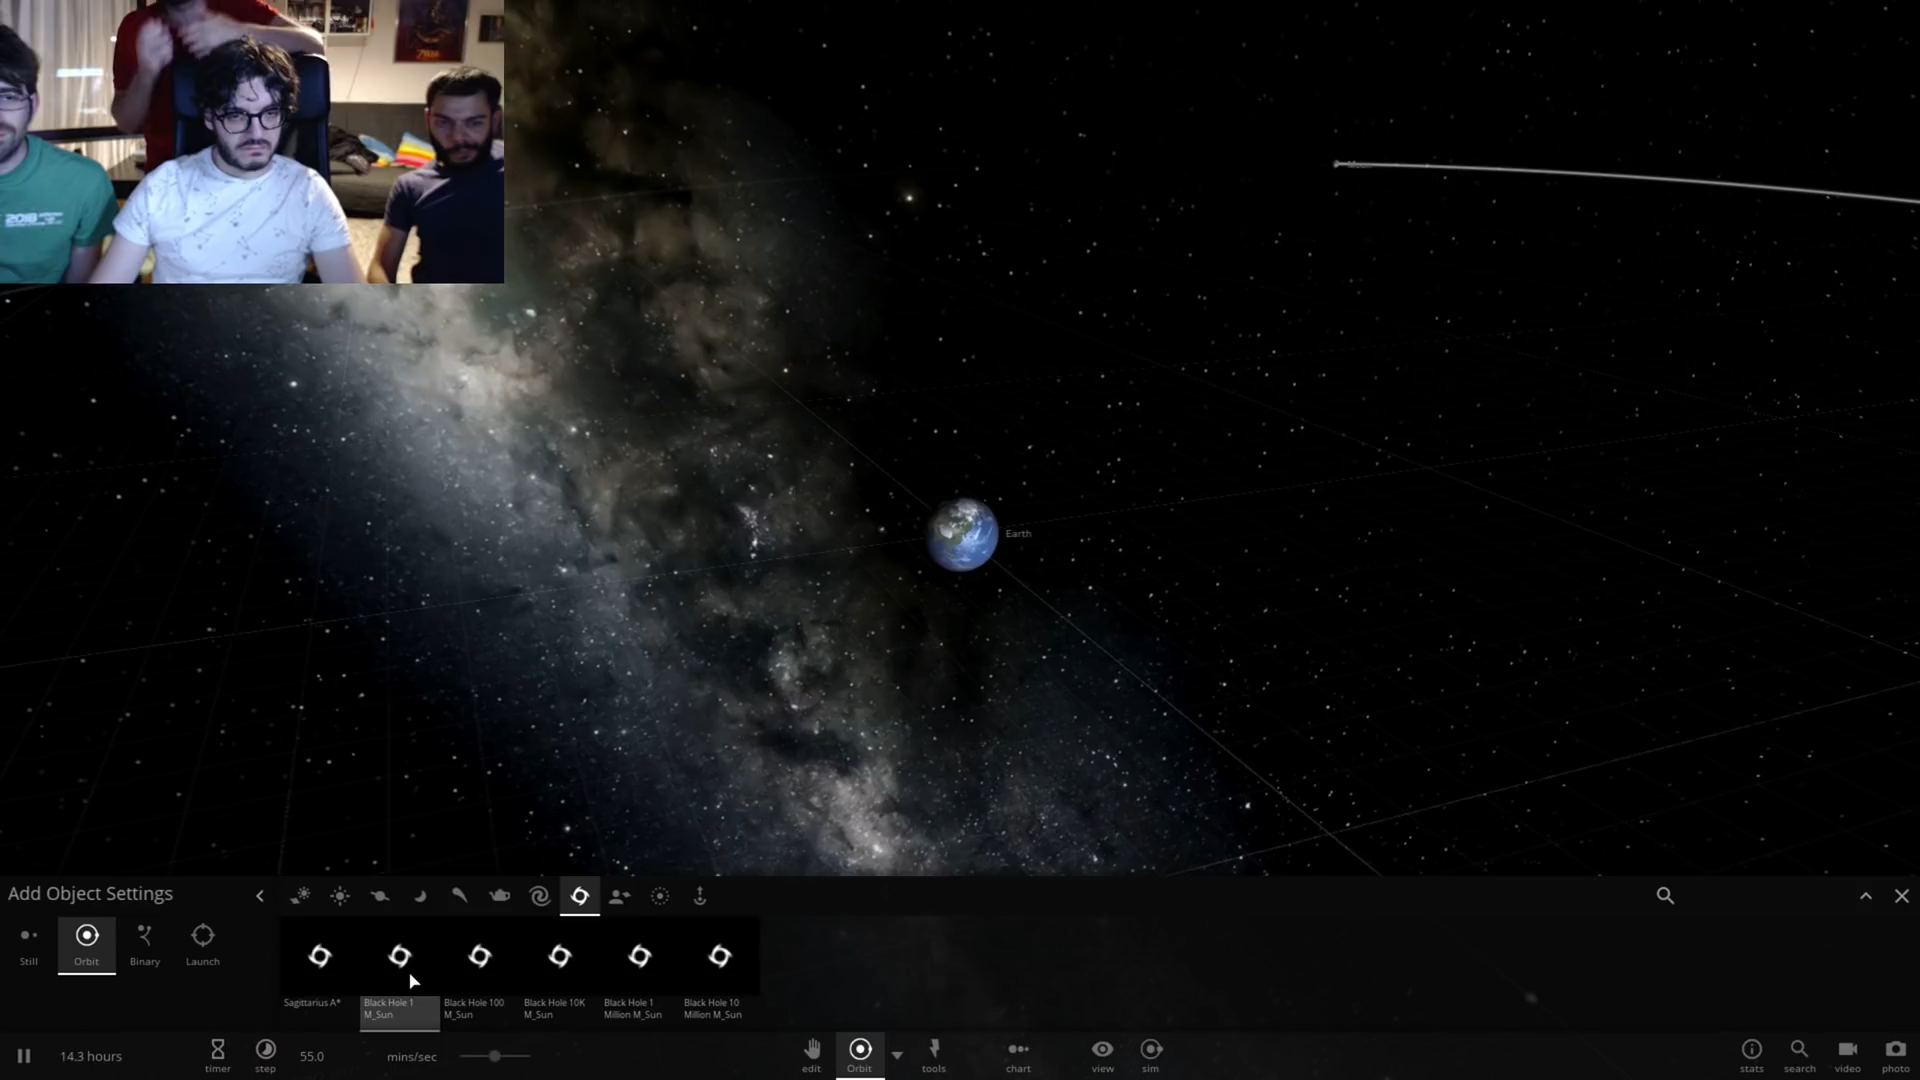 2018
Earth
Add Object Settings
Still
Orbit
Binary
Launch
Sagittarius A*
Black Hole 1
M_Sun
Black Hole 100
M_Sun
Black Hole 10K
M_Sun
Black Hole 1
Million M_Sun
Black Hole 10
Million M_Sun
14.3 hours
timer
step
55.0
mins/sec
edit
Orbit
tools
chart
view
sim
stats
search
video
photo